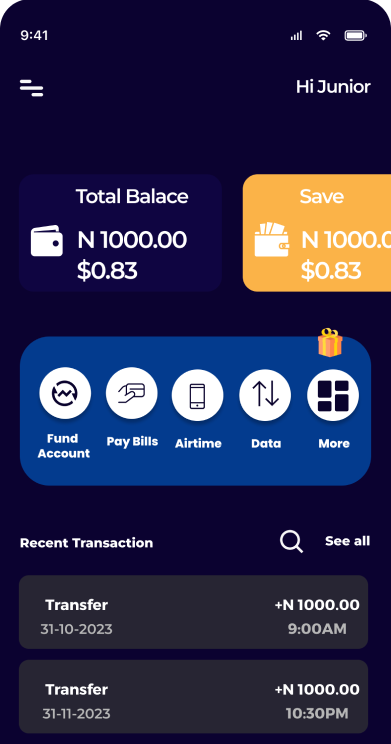 9:41
Hi Junior
Total Balace
N 1000.00
$0.83
Save
N 1000.0
$0.83
Fund Account
Pay Bills
Airtime
Data
More
Recent Transaction
See all
Transfer +N 1000.00
31-10-2023 9:00AM
Transfer +N 1000.00
31-11-2023 10:30PM